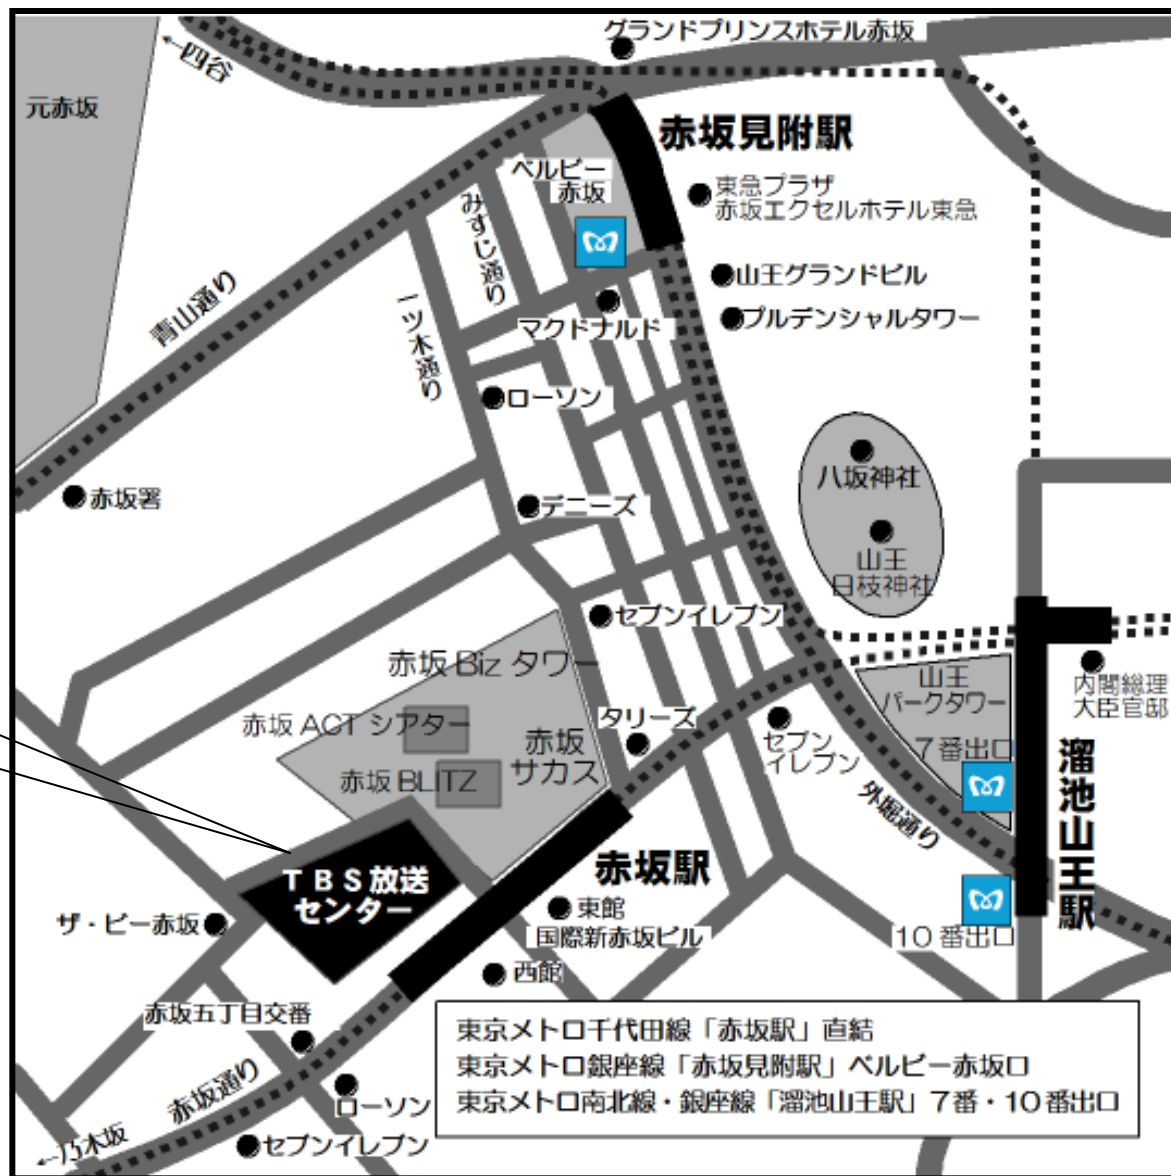 グランドプリンスホテル赤坂
←四谷
元赤坂
赤坂見附駅
ベルビー
赤坂
東急プラザ
赤坂エクセルホテル東急
みすじ通り
山王グランドビル
青山通り
一ツ木通り
マクドナルド
プルデンシャルタワー
ローソン
八坂神社
赤坂署
デニーズ
山王
日枝神社
セブンイレブン
赤坂 Biz タワー
山王
パークタワー
内閣総理
大臣官邸
赤坂 ACT シアター
タリーズ
赤坂
サカス
セブン
イレブン
7番出口
赤坂 BLITZ
外堀通り
溜池山王駅
赤坂駅
TBS放送
センター
ザ・ビー赤坂
東館
国際新赤坂ビル
西館
10番出口
赤坂五丁目交番
赤坂通り
ローソン
←乃木坂
セブンイレブン
東京メトロ千代田線「赤坂駅」直結
東京メトロ銀座線「赤坂見附駅」ベルビー赤坂口
東京メトロ南北線・銀座線「溜池山王駅」7番・10番出口